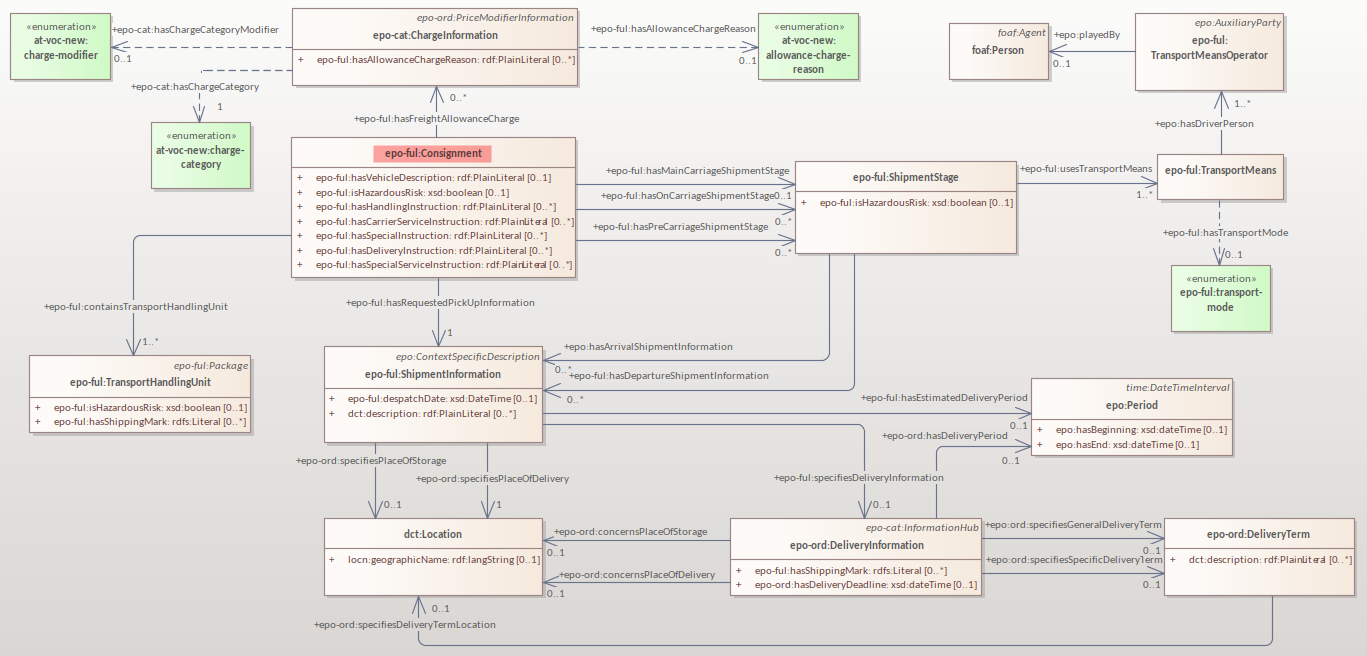 «enumeration»
at-voc-new:
charge-modifier
+epo-cat:hasChargeCategoryModifier
0..1
epo-ord:PriceModifierInformation
epo-cat:ChargeInformation
+ epo-ful:hasAllowanceChargeReason: rdf:PlainLiteral [0..*]
+epo-ful:hasAllowanceChargeReason
0..1
«enumeration»
at-voc-new:
allowance-charge-
reason
foaf:Agent
foaf:Person
+epo:playedBy
0..1
epo:AuxiliaryParty
epo-ful:
TransportMeansOperator
+epo-cat:hasChargeCategory
1
«enumeration»
at-voc-new:charge-
category
0..*
+epo-ful:hasFreightAllowanceCharge
1..*
+epo:hasDriverPerson
epo-ful:Consignment
+ epo-ful:hasVehicleDescription: rdf:PlainLiteral [0..1]
+ epo-ful:isHazardousRisk: xsd:boolean [0..1]
+ epo-ful:hasHandlingInstruction: rdf:PlainLiteral [0..*]
+ epo-ful:hasCarrierServiceInstruction: rdf:PlainLiteral [0..*]
+ epo-ful:hasSpecialInstruction: rdf:PlainLiteral [0..*]
+ epo-ful:hasDeliveryInstruction: rdf:PlainLiteral [0..*]
+ epo-ful:hasSpecialServiceInstruction: rdf:PlainLiteral [0..*]
+epo-ful:hasMainCarriageShipmentStage
+epo-ful:hasOnCarriageShipmentStage
0..1
0..*
+epo-ful:hasPreCarriageShipmentStage
0..*
epo-ful:ShipmentStage
+ epo-ful:isHazardousRisk: xsd:boolean [0..1]
+epo-ful:usesTransportMeans
1..*
epo-ful:TransportMeans
+epo-ful:hasTransportMode
0..1
«enumeration»
epo-ful:transport-
mode
+epo-ful:containsTransportHandlingUnit
1..*
+epo-ful:hasRequestedPickUpInformation
1
epo-ful:Package
epo-ful:TransportHandlingUnit
+ epo-ful:isHazardousRisk: xsd:boolean [0..1]
+ epo-ful:hasShippingMark: rdfs:Literal [0..*]
epo:ContextSpecificDescription
epo-ful:ShipmentInformation
+ epo-ful:despatchDate: xsd:DateTime [0..1]
+ dct:description: rdf:PlainLiteral [0..*]
+epo:hasArrivalShipmentInformation
0..*
+epo-ful:hasDepartureShipmentInformation
0..*
+epo-ful:hasEstimatedDeliveryPeriod
0..1
time:DateTimeInterval
epo:Period
+ epo:hasBeginning: xsd:dateTime [0..1]
+ epo:hasEnd: xsd:dateTime [0..1]
+epo-ord:hasDeliveryPeriod
0..1
+epo-ord:specifiesPlaceOfStorage
0..1
+epo-ord:specifiesPlaceOfDelivery
1
+epo-ful:specifiesDeliveryInformation
0..1
dct:Location
+ locn:geographicName: rdf:langString [0..1]
+epo-ord:concernsPlaceOfStorage
0..1
+epo-ord:concernsPlaceOfDelivery
0..1
epo-cat:InformationHub
epo-ord:DeliveryInformation
+ epo-ful:hasShippingMark: rdfs:Literal [0..*]
+ epo-ord:hasDeliveryDeadline: xsd:dateTime [0..1]
+epo:ord:specifiesGeneralDeliveryTerm
0..1
+epo-ord:specifiesSpecificDeliveryTerm
0..1
epo-ord:DeliveryTerm
+ dct:description: rdf:PlainLiteral [0..*]
0..1
+epo-ord:specifiesDeliveryTermLocation